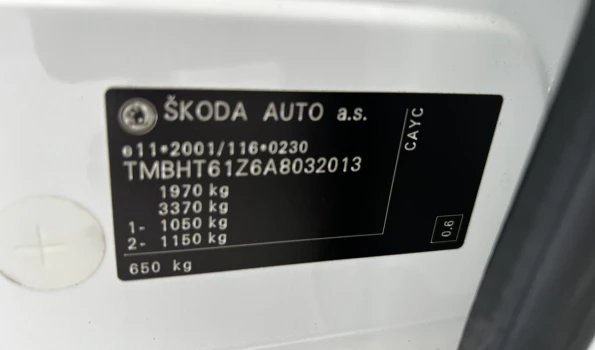 ŠKODA AUTO a.s.
e11*2001/116*0230
TMBHT61Z6A8032013
1970 kg
3370 kg
1- 1050 kg
2- 1150 kg
650 kg
CAYC
0.6